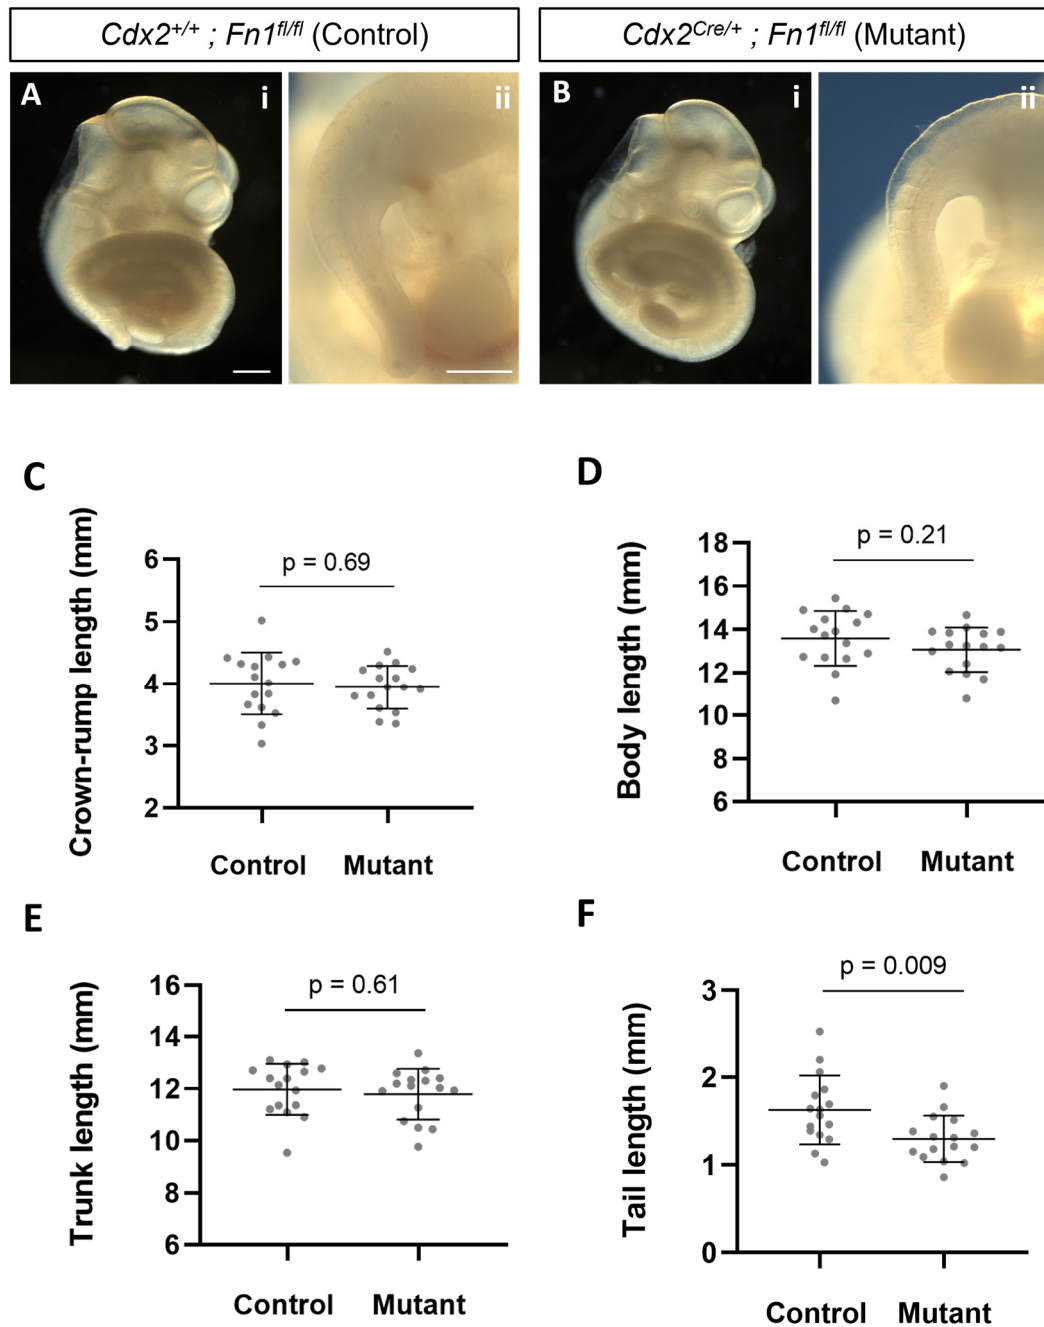 Cdx2+/+ ; Fn1fl/fl (Control)
Cdx2Cre/+ ; Fn1fl/fl (Mutant)
A i ii
B i ii
C
Crown-rump length (mm)
p = 0.69
6
5
4
3
2
Control Mutant
D
Body length (mm)
p = 0.21
18
16
14
12
10
8
6
Control Mutant
E
Trunk length (mm)
p = 0.61
16
14
12
10
8
6
Control Mutant
F
Tail length (mm)
p = 0.009
3
2
1
0
Control Mutant